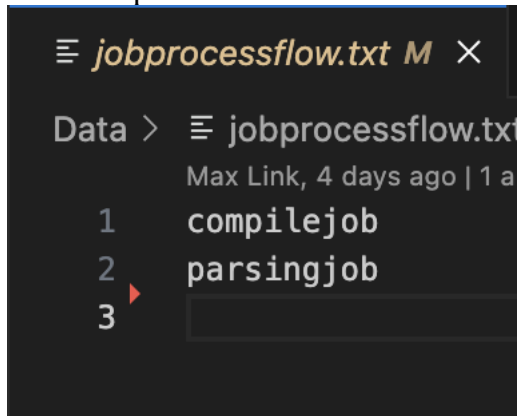 jobprocessflow.txt M
Data > jobprocessflow.txt
Max Link, 4 days ago | 1 a
1 compilejob
2 parsingjob
3